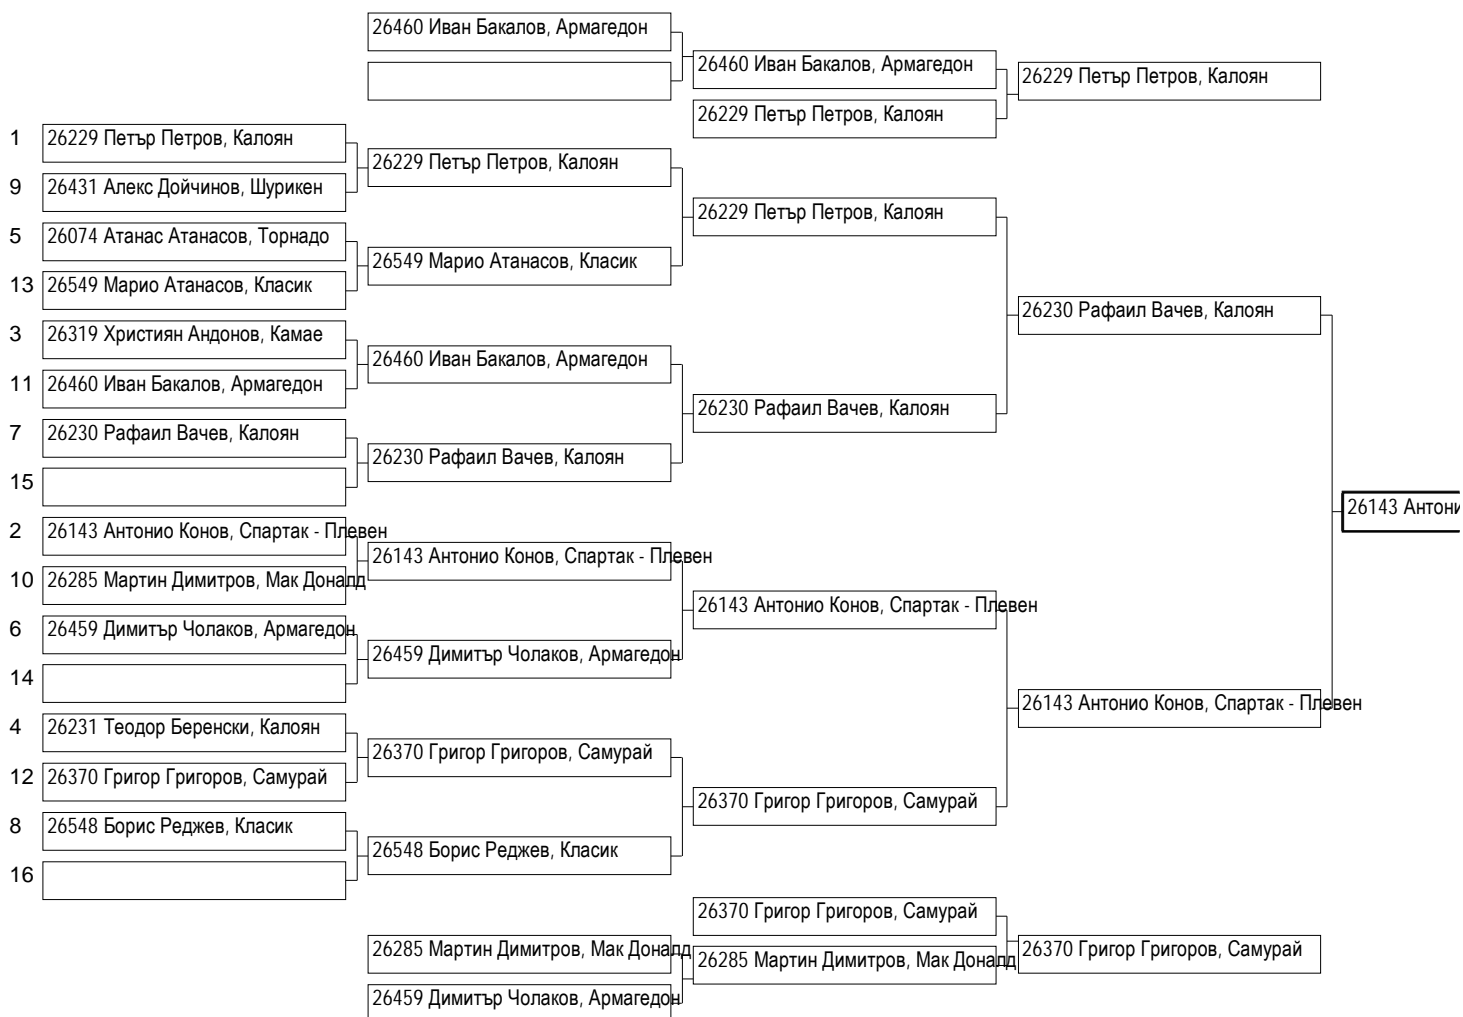 26460 Иван Бакалов, Армагедон
26460 Иван Бакалов, Армагедон
26229 Петър Петров, Калоян
26229 Петър Петров, Калоян
1 26229 Петър Петров, Калоян
26229 Петър Петров, Калоян
9 26431 Алекс Дойчинов, Шурикен
26229 Петър Петров, Калоян
5 26074 Атанас Атанасов, Торнадо
26549 Марио Атанасов, Класик
13 26549 Марио Атанасов, Класик
26230 Рафаил Вачев, Калоян
3 26319 Християн Андонов, Камае
26460 Иван Бакалов, Армагедон
11 26460 Иван Бакалов, Армагедон
26230 Рафаил Вачев, Калоян
7 26230 Рафаил Вачев, Калоян
26230 Рафаил Вачев, Калоян
15
26143 Антони
2 26143 Антонио Конов, Спартак - Плевен
26143 Антонио Конов, Спартак - Плевен
10 26285 Мартин Димитров, Мак Доналд
26143 Антонио Конов, Спартак - Плевен
6 26459 Димитър Чолаков, Армагедон
26459 Димитър Чолаков, Армагедон
14
26143 Антонио Конов, Спартак - Плевен
4 26231 Теодор Беренски, Калоян
26370 Григор Григоров, Самурай
12 26370 Григор Григоров, Самурай
26370 Григор Григоров, Самурай
8 26548 Борис Реджев, Класик
26548 Борис Реджев, Класик
16
26370 Григор Григоров, Самурай
26285 Мартин Димитров, Мак Доналд
26285 Мартин Димитров, Мак Доналд
26370 Григор Григоров, Самурай
26459 Димитър Чолаков, Армагедон